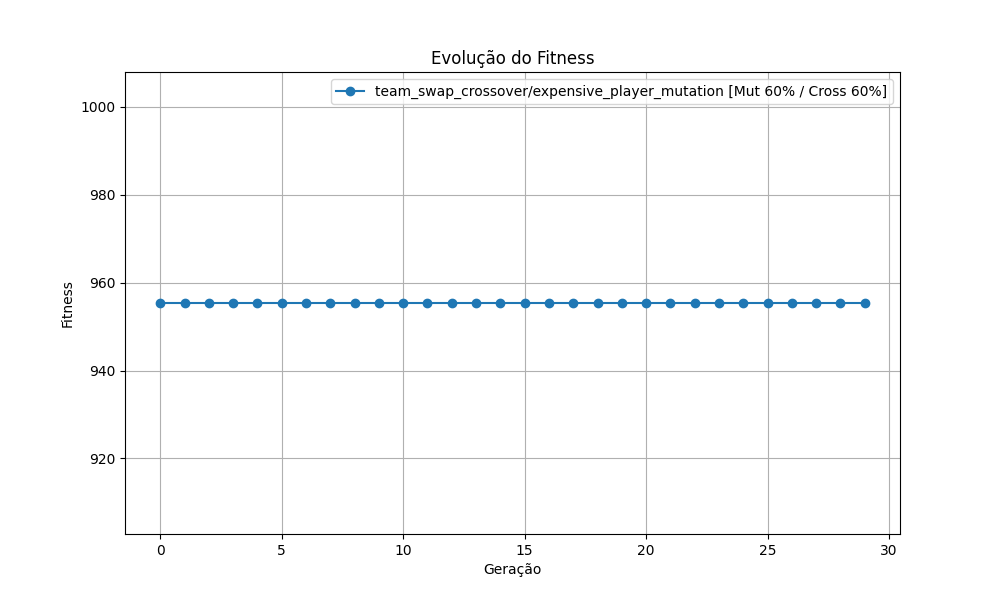 Evolução do Fitness
team_swap_crossover/expensive_player_mutation [Mut 60% / Cross 60%]
1000
980
960
940
920
Fitness
0 5 10 15 20 25 30
Geração